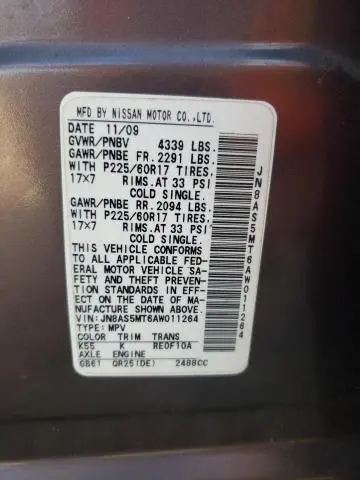 MFD BY NISSAN MOTOR CO.,LTD.
DATE 11/09
GVWR/PNBV 4339 LBS.
GAWR/PNBE FR. 2291 LBS.
WITH P225/60R17 TIRES,
17×7 RIMS.AT 33 PSI
COLD SINGLE.
GAWR/PNBE RR. 2094 LBS.
WITH P225/60R17 TIRES,
17×7 RIMS.AT 33 PSI
COLD SINGLE.
THIS VEHICLE CONFORMS
TO ALL APPLICABLE FED-
ERAL MOTOR VEHICLE SA-
FETY AND THEFT PREVEN-
TION STANDARDS IN EFF-
ECT ON THE DATE OF MA-
NUFACTURE SHOWN ABOVE.
VIN:JN8AS5MT6AW011264
TYPE:MPV
COLOR TRIM TRANS
K55 K RE0F10A
AXLE ENGINE
GB61 QR25(DE) 2488CC
JN8AS5MT6AW011264